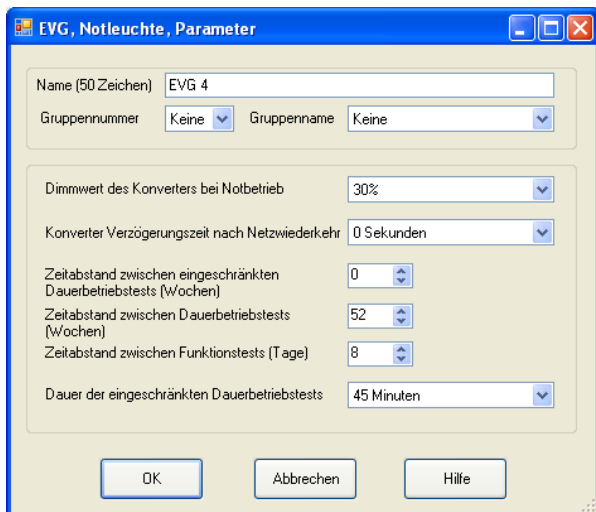 EVG, Notleuchte, Parameter
Name (50 Zeichen) EVG 4
Gruppennummer Keine Gruppenname Keine
Dimmwert des Konverters bei Notbetrieb 30%
Konverter Verzögerungszeit nach Netzwiederkehr 0 Sekunden
Zeitabstand zwischen eingeschränkten 0
Dauerbetriebstests (Wochen)
Zeitabstand zwischen Dauerbetriebstests 52
(Wochen)
Zeitabstand zwischen Funktionstests (Tage) 8
Dauer der eingeschränkten Dauerbetriebstests 45 Minuten
OK Abbrechen Hilfe